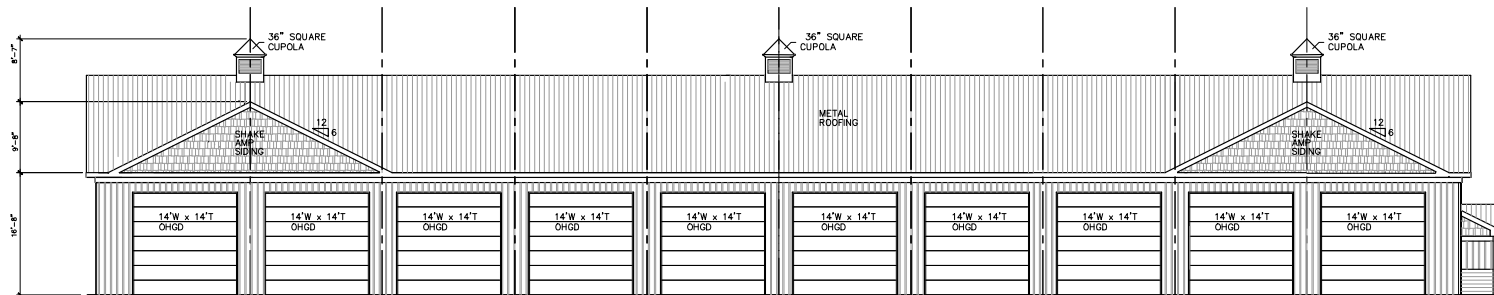 36" SQUARE
CUPOLA
36" SQUARE
CUPOLA
36" SQUARE
CUPOLA
8'-7"
9'-8"
16'-8"
METAL
ROOFING
12
6
12
6
SHAKE
AMP
SIDING
SHAKE
AMP
SIDING
14'W x 14'T
OHGD
14'W x 14'T
OHGD
14'W x 14'T
OHGD
14'W x 14'T
OHGD
14'W x 14'T
OHGD
14'W x 14'T
OHGD
14'W x 14'T
OHGD
14'W x 14'T
OHGD
14'W x 14'T
OHGD
14'W x 14'T
OHGD